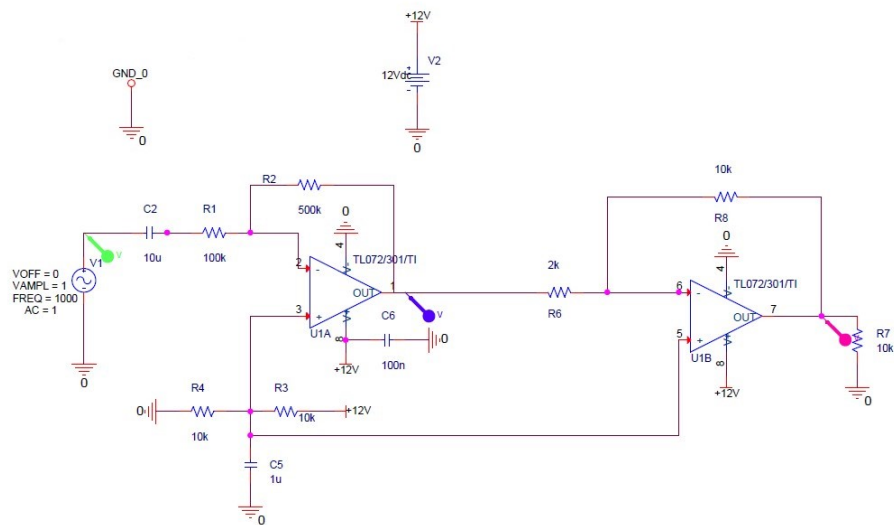 +12V
V2
12Vdc
+
-
0
GND_0
0
R2
500k
C2
R1
10u
100k
V1
VOFF = 0
VAMPL = 1
FREQ = 1000
AC = 1
0
V
0
4
TL072/301/TI
2
-
OUT
1
3
+
U1A
8
+12V
V
C6
100n
0
R4
R3
0
10k
10k
+12V
C5
1u
0
2k
R6
10k
R8
0
4
TL072/301/TI
6
-
OUT
7
5
+
U1B
8
+12V
V
R7
10k
0